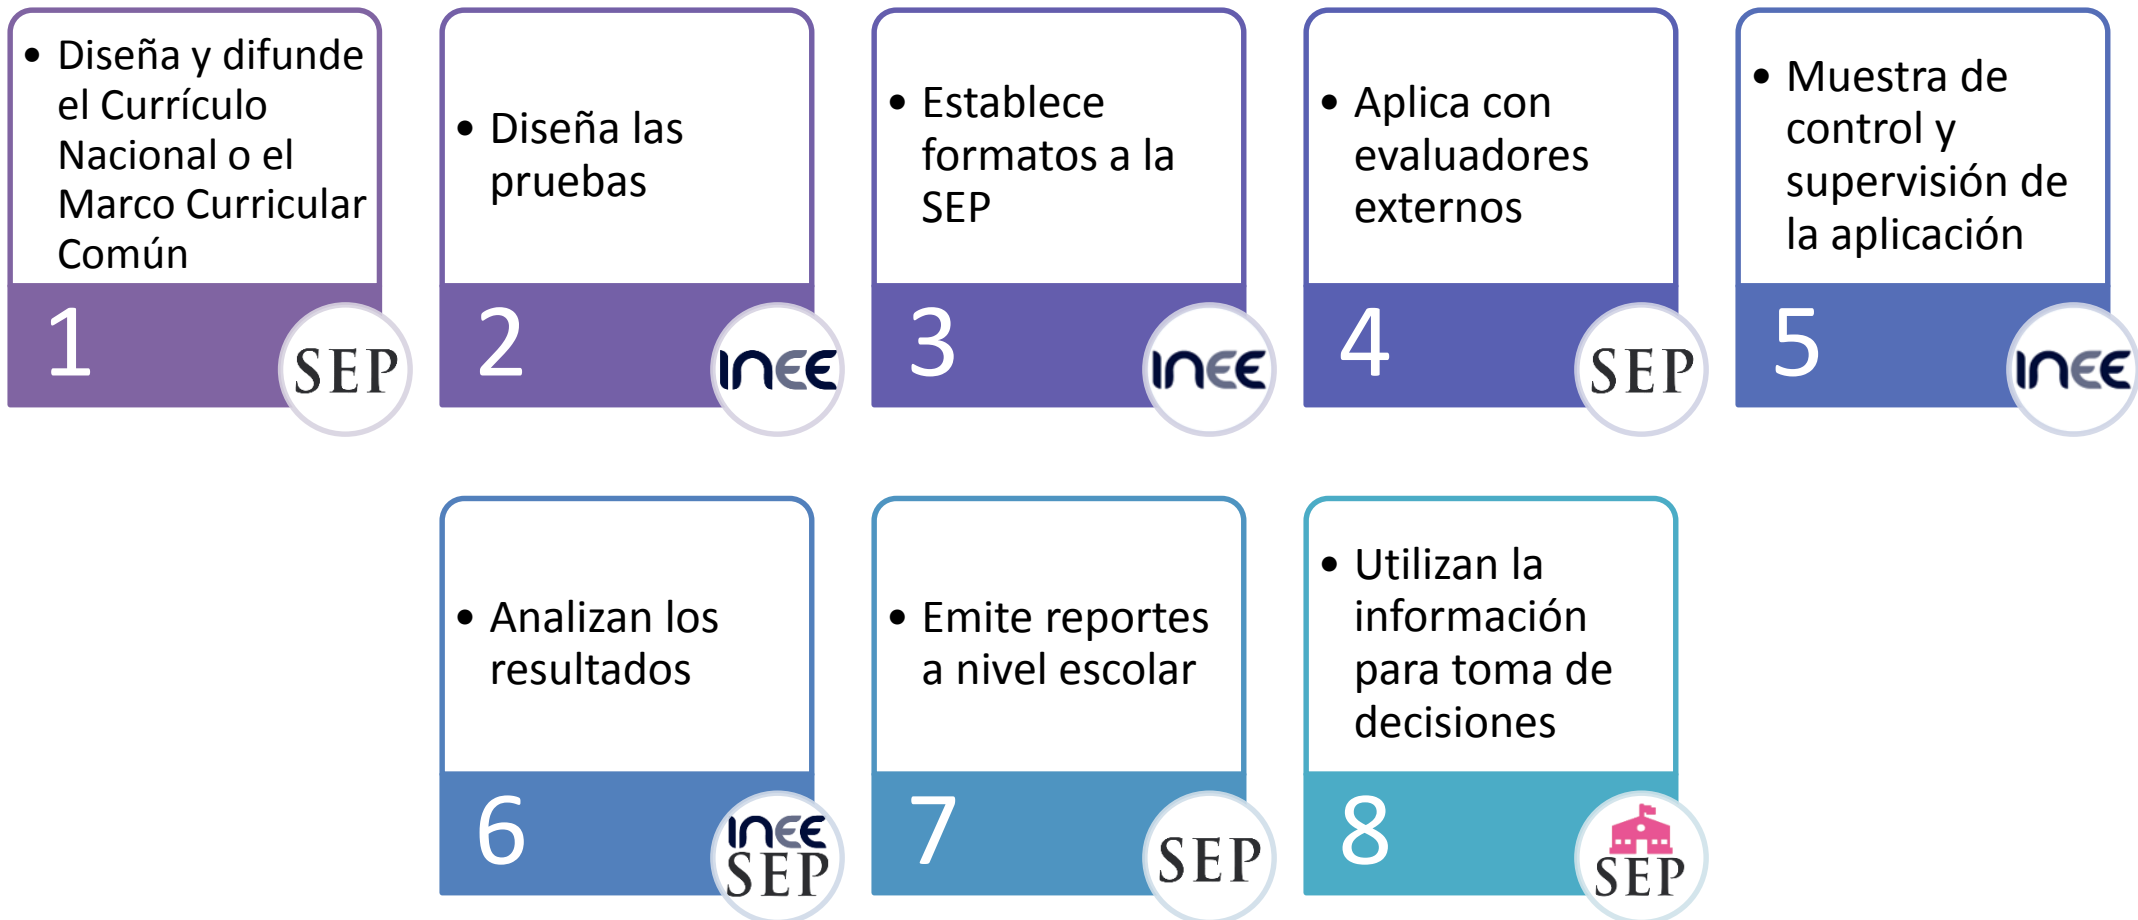 • Diseña y difunde
el Currículo
Nacional o el
Marco Curricular
Común
1
SEP
• Diseña las
pruebas
2
INEE
• Establece
formatos a la
SEP
3
INEE
• Aplica con
evaluadores
externos
4
SEP
• Muestra de
control y
supervisión de
la aplicación
5
INEE
• Analizan los
resultados
6
INEE
SEP
• Emite reportes
a nivel escolar
7
SEP
• Utilizan la
información
para toma de
decisiones
8
SEP